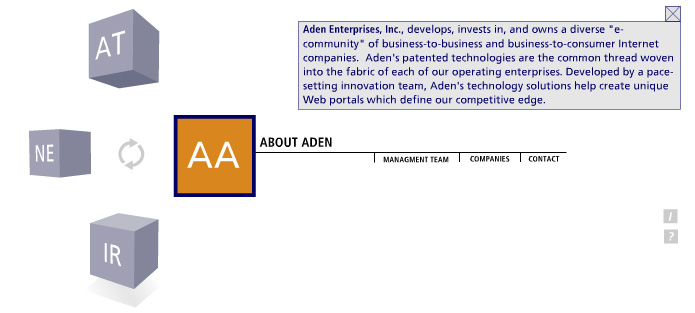 AT
Aden Enterprises, Inc., develops, invests in, and owns a diverse "e-
community" of business-to-business and business-to-consumer Internet
companies.  Aden's patented technologies are the common thread woven
into the fabric of each of our operating enterprises. Developed by a pace-
setting innovation team, Aden's technology solutions help create unique
Web portals which define our competitive edge.
NE
AA
ABOUT ADEN
MANAGMENT TEAM
COMPANIES
CONTACT
IR
i
?